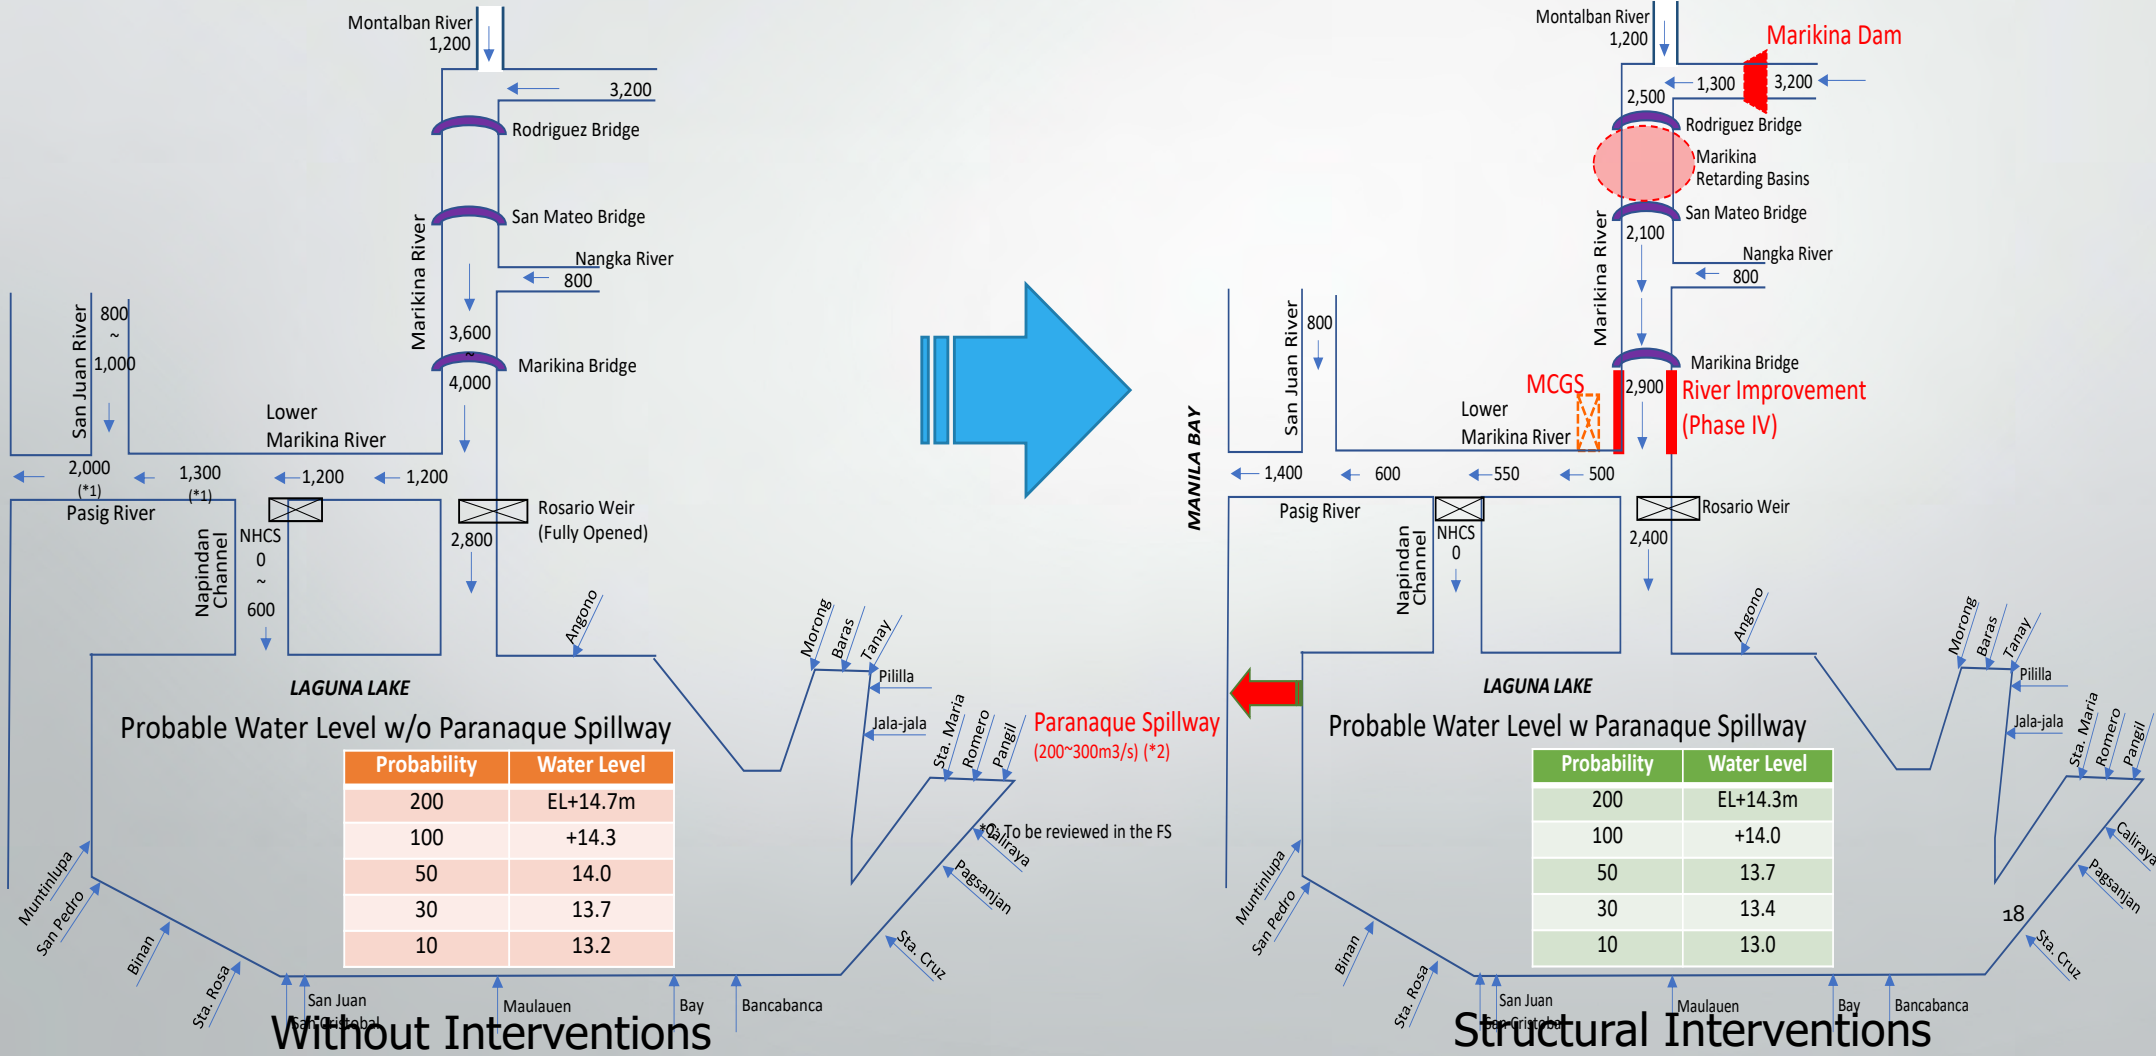 Montalban River
1,200
3,200
Rodriguez Bridge
San Mateo Bridge
Marikina River
Nangka River
800
3,600
~
4,000
Marikina Bridge
San Juan River
800
~
1,000
Lower
Marikina River
2,000
(*1)
1,300
(*1)
1,200
1,200
Pasig River
Rosario Weir
(Fully Opened)
2,800
Napindan
Channel
NHCS
0
~
600
LAGUNA LAKE
Probable Water Level w/o Paranaque Spillway
Probability Water Level
200 EL+14.7m
100 +14.3
50 14.0
30 13.7
10 13.2
Angono
Morong
Baras
Tanay
Pililla
Jala-jala
Sta. Maria
Romero
Pangil
Caliraya
Pagsanjan
Sta. Cruz
Bancabanca
Bay
Maulauen
San Juan
San Cristobal
Sta. Rosa
Binan
San Pedro
Muntinlupa
Without Interventions
Montalban River
1,200
Marikina Dam
1,300
3,200
2,500
Rodriguez Bridge
Marikina
Retarding Basins
San Mateo Bridge
2,100
Marikina River
Nangka River
800
Marikina Bridge
MCGS
2,900
River Improvement
(Phase IV)
MANILA BAY
San Juan River
800
Lower
Marikina River
1,400
600
550
500
Pasig River
Rosario Weir
2,400
Napindan
Channel
NHCS
0
LAGUNA LAKE
Paranaque Spillway
(200~300m3/s) (*2)
To be reviewed in the FS
Probable Water Level w Paranaque Spillway
Probability Water Level
200 EL+14.3m
100 +14.0
50 13.7
30 13.4
10 13.0
Angono
Morong
Baras
Tanay
Pililla
Jala-jala
Sta. Maria
Romero
Pangil
Caliraya
Pagsanjan
18
Sta. Cruz
Bancabanca
Bay
Maulauen
San Juan
San Cristobal
Sta. Rosa
Binan
San Pedro
Muntinlupa
Structural Interventions